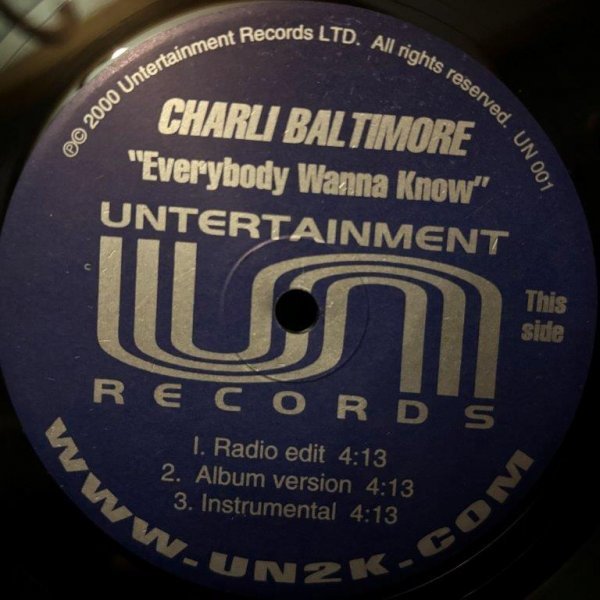 ℗© 2000 Untertainment Records LTD. All rights reserved. UN 001
CHARLI BALTIMORE
"Everybody Wanna Know"
UNTERTAINMENT
UN
RECORDS
This
side
1. Radio edit 4:13
2. Album version 4:13
3. Instrumental 4:13
WWW.UN2K.COM